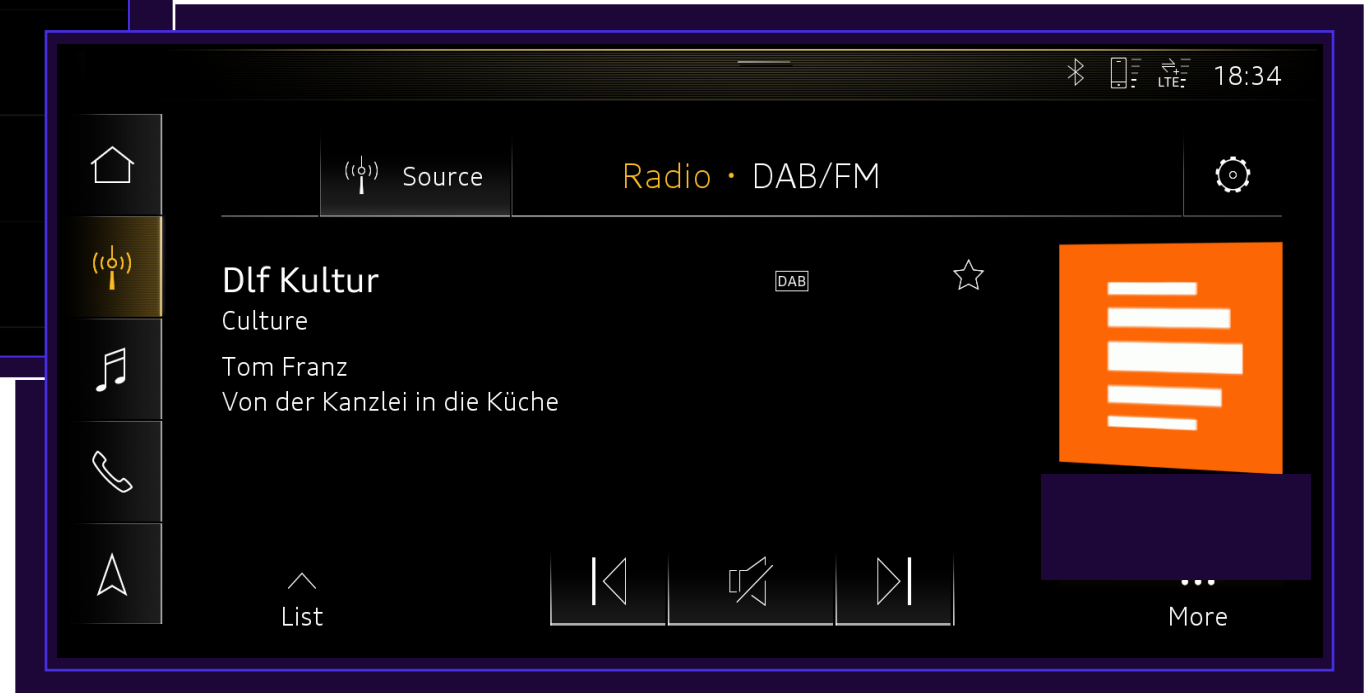 LTE
18:34
Source
Radio • DAB/FM
Dlf Kultur
DAB
Culture
Tom Franz
Von der Kanzlei in die Küche
List
More